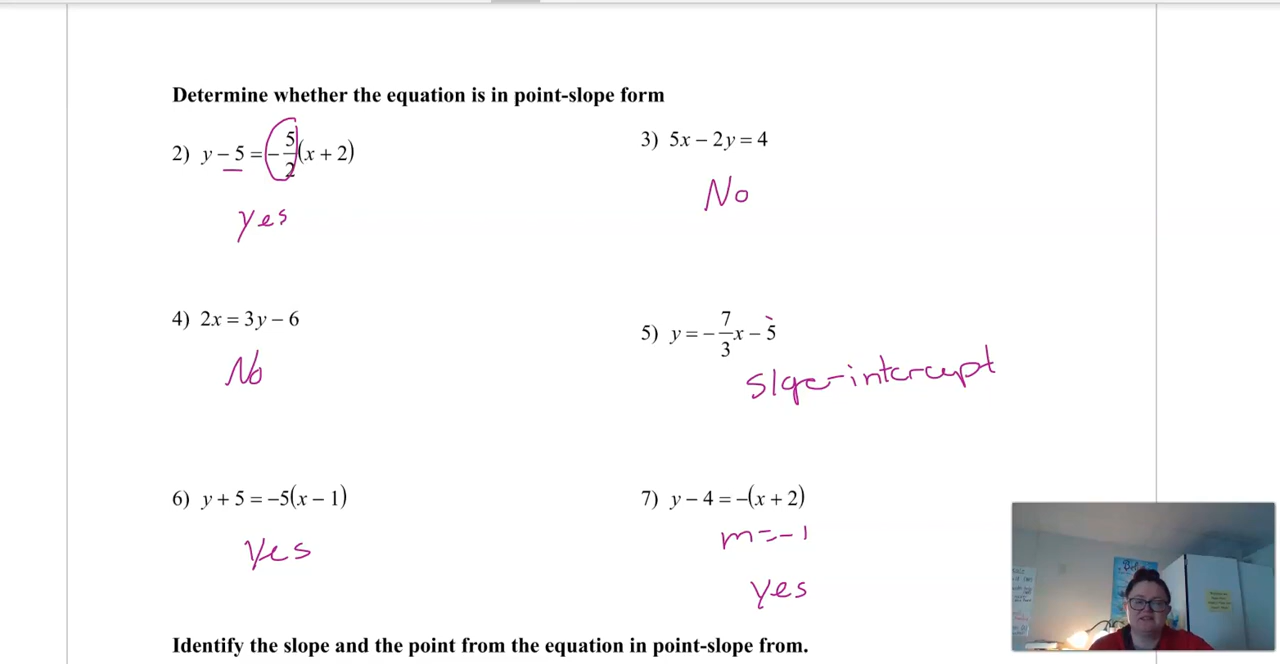 Determine whether the equation is in point-slope form
2) y − 5 = −5/2(x + 2)
yes
3) 5x − 2y = 4
No
4) 2x = 3y − 6
No
5) y = −7/3x − 5
Slope-intercept
6) y + 5 = −5(x − 1)
Yes
7) y − 4 = −(x + 2)
m = −1
yes
Identify the slope and the point from the equation in point-slope from.